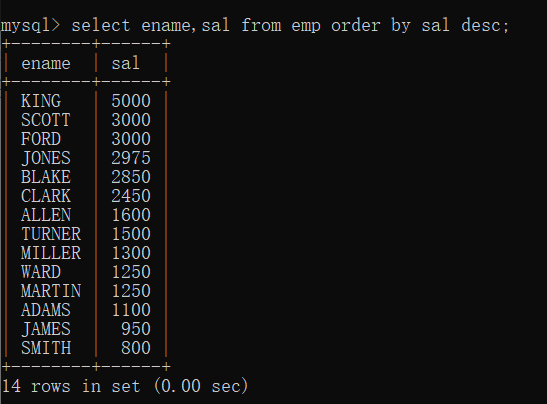 mysql> select ename,sal from emp order by sal desc;
+--------+------+
| ename  | sal  |
+--------+------+
| KING   | 5000 |
| SCOTT  | 3000 |
| FORD   | 3000 |
| JONES  | 2975 |
| BLAKE  | 2850 |
| CLARK  | 2450 |
| ALLEN  | 1600 |
| TURNER | 1500 |
| MILLER | 1300 |
| WARD   | 1250 |
| MARTIN | 1250 |
| ADAMS  | 1100 |
| JAMES  |  950 |
| SMITH  |  800 |
+--------+------+
14 rows in set (0.00 sec)